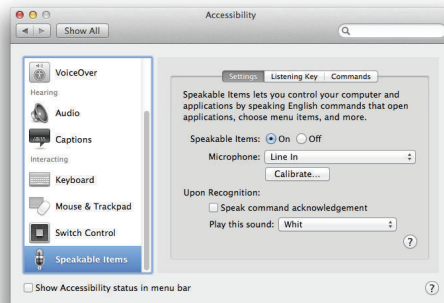 Accessibility
Show All
VoiceOver
Hearing
Audio
Captions
Interacting
Keyboard
Mouse & Trackpad
Switch Control
Speakable Items
Settings Listening Key Commands
Speakable Items lets you control your computer and
applications by speaking English commands that open
applications, choose menu items, and more.
Speakable Items: On Off
Microphone: Line In
Calibrate...
Upon Recognition:
Speak command acknowledgement
Play this sound: Whit
?
Show Accessibility status in menu bar
?